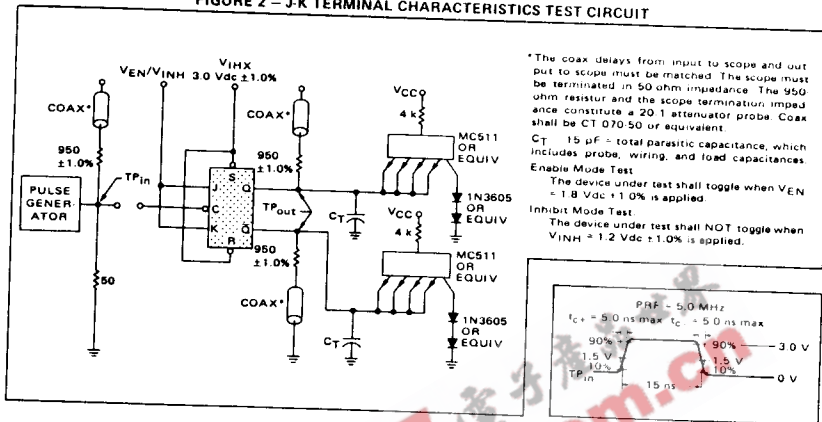 FIGURE 2 – J-K TERMINAL CHARACTERISTICS TEST CIRCUIT
VEN/VINH
VIHX
3.0 Vdc ±1.0%
COAX*
COAX*
950
±1.0%
950
±1.0%
TPin
PULSE
GENER-
ATOR
50
J
C
K
S
Q
Q̅
R
TPout
950
±1.0%
COAX*
CT
CT
VCC
4 k
MC511
OR
EQUIV
1N3605
OR
EQUIV
VCC
4 k
MC511
OR
EQUIV
1N3605
OR
EQUIV
*The coax delays from input to scope and out
put to scope must be matched The scope must
be terminated in 50 ohm impedance The 950
ohm resistor and the scope termination imped
ance constitute a 20.1 attenuator probe. Coax
shall be CT 070-50 or equivalent
CT 15 pF = total parasitic capacitance, which
includes probe, wiring, and load capacitances.
Enable Mode Test
The device under test shall toggle when VEN
= 1.8 Vdc ±1.0% is applied.
Inhibit Mode Test.
The device under test shall NOT toggle when
VINH = 1.2 Vdc ±1.0% is applied.
PRF – 5.0 MHz
tc+ = 5.0 ns max tc- = 5.0 ns max
90% 90% 3.0 V
1.5 V 1.5 V
10% 10% 0 V
TPin
15 ns
.cn